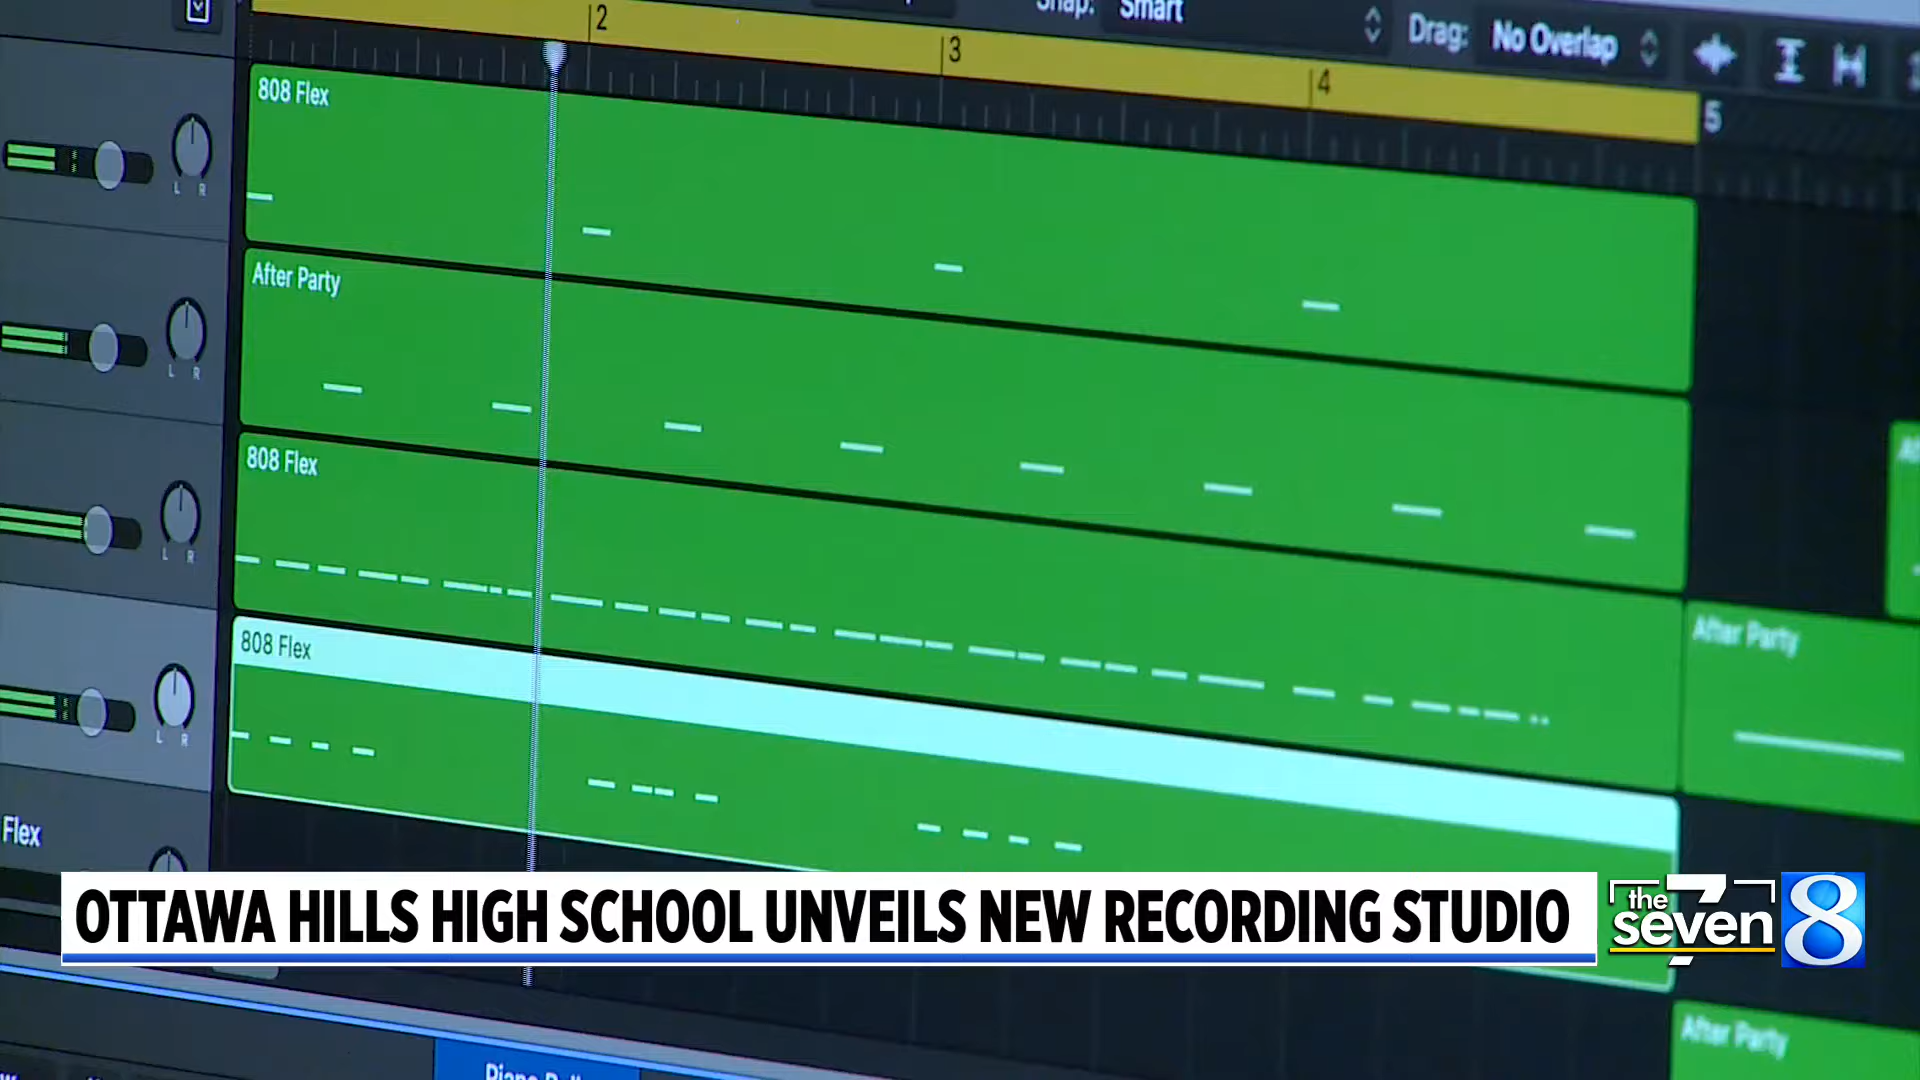 Snap: Smart
Drag: No Overlap
2
3
4
5
808 Flex
L R
After Party
L R
808 Flex
L R
After Party
808 Flex
L R
Flex
OTTAWA HILLS HIGH SCHOOL UNVEILS NEW RECORDING STUDIO
the seven 7
8
After Party